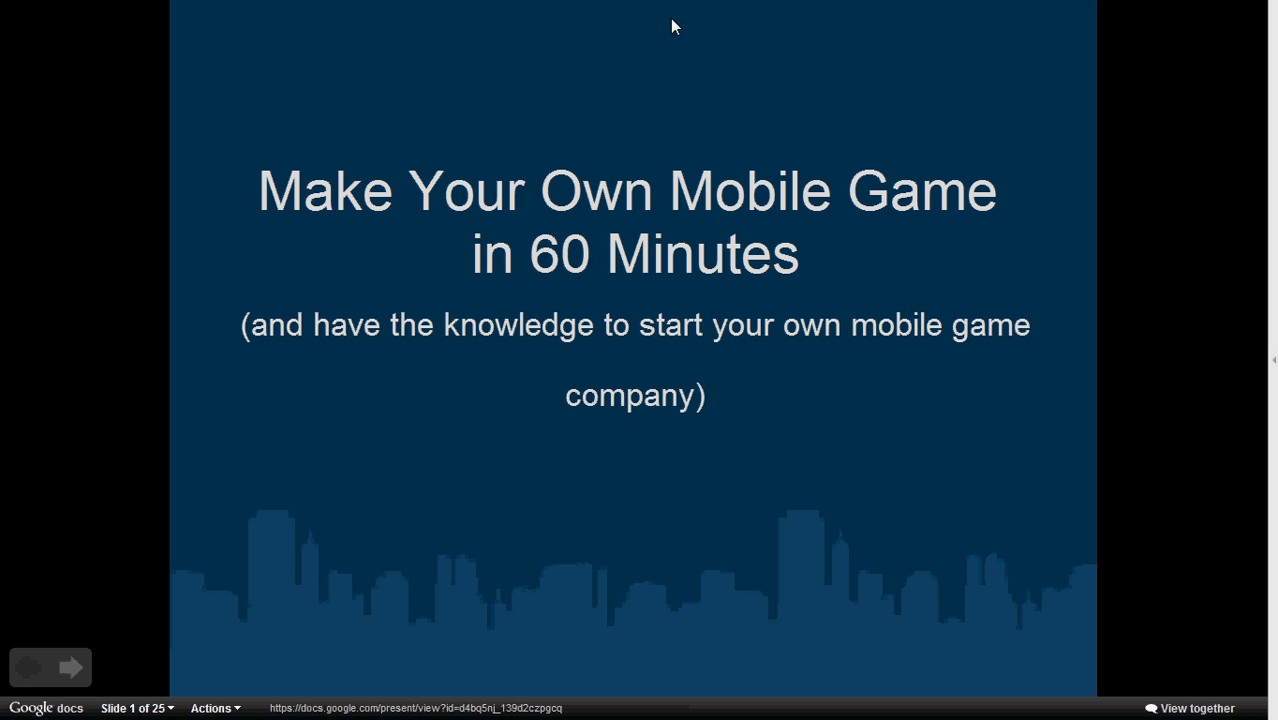 Make Your Own Mobile Game
in 60 Minutes
(and have the knowledge to start your own mobile game
company)
Google docs Slide 1 of 25 Actions https://docs.google.com/present/view?id=d4bq5nj_139d2czpgcq View together